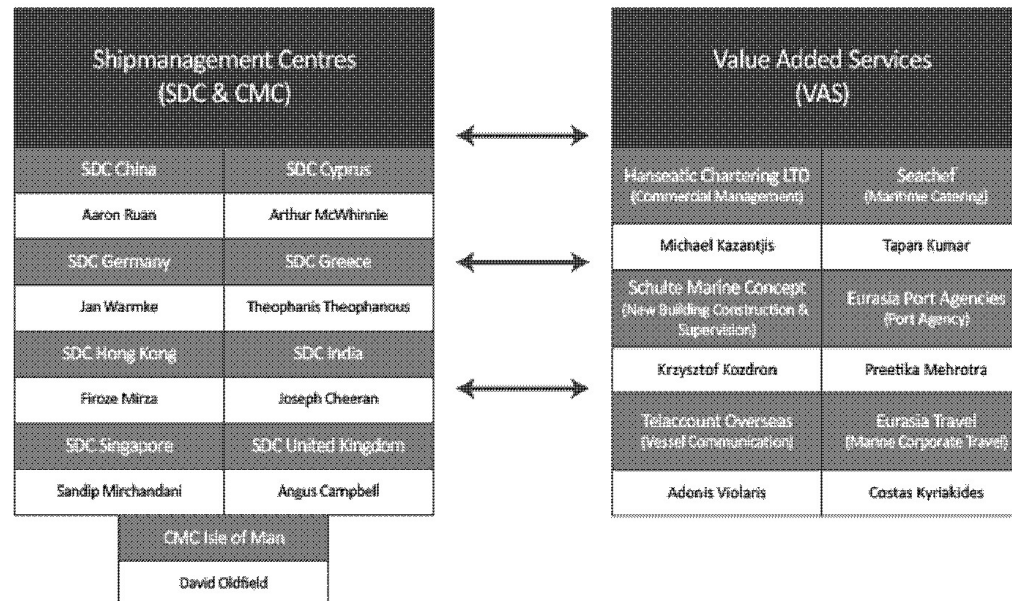 Shipmanagement Centres
(SDC & CMC)
SDC China
SDC Cyprus
Aaron Ruan
Arthur McWhinnie
SDC Germany
SDC Greece
Jan Warmke
Theophanis Theophanous
SDC Hong Kong
SDC India
Firoze Mirza
Joseph Cheeran
SDC Singapore
SDC United Kingdom
Sandip Mirchandani
Angus Campbell
CMC Isle of Man
David Oldfield
Value Added Services
(VAS)
Hanseatic Chartering LTD
(Commercial Management)
Seachef
(Maritime Catering)
Michael Kazantjis
Tapan Kumar
Schulte Marine Concept
(New Building Construction &
Supervision)
Eurasia Port Agencies
(Port Agency)
Krzysztof Kozdron
Preetika Mehrotra
Telaccount Overseas
(Vessel Communication)
Eurasia Travel
(Marine Corporate Travel)
Adonis Violaris
Costas Kyriakides